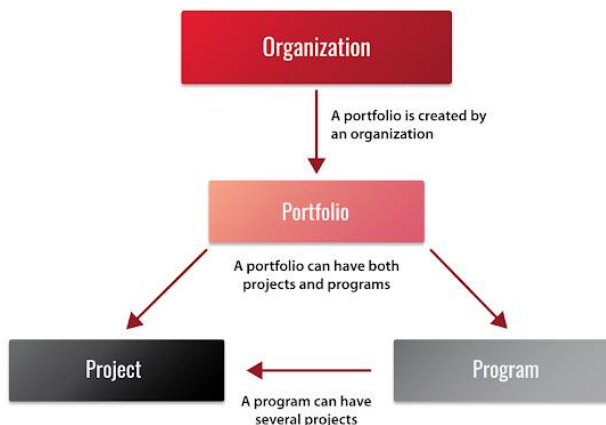 Organization
A portfolio is created by
an organization
Portfolio
A portfolio can have both
projects and programs
Project
Program
A program can have
several projects